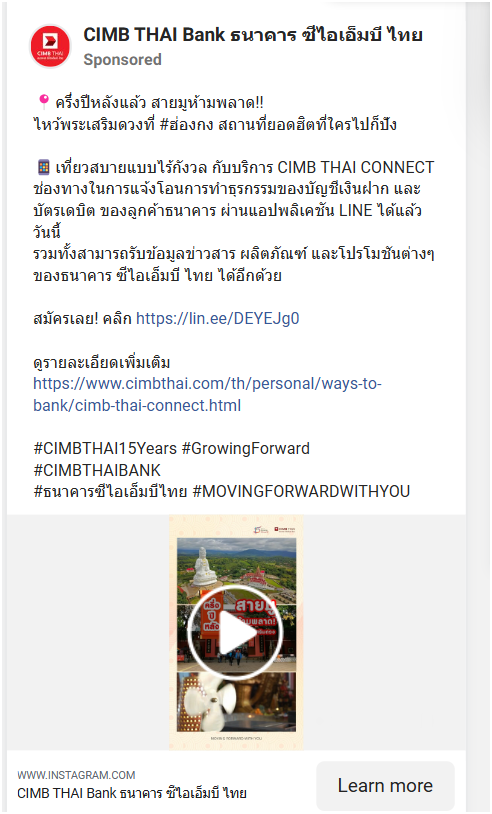 CIMB THAI
CIMB THAI Bank ธนาคาร ซีไอเอ็มบี ไทย
Sponsored
📍ครึ่งปีหลังแล้ว สายมูห้ามพลาด!!
ไหว้พระเสริมดวงที่ #ฮ่องกง สถานที่ยอดฮิตที่ใครไปก็ปัง
📱 เที่ยวสบายแบบไร้กังวล กับบริการ CIMB THAI CONNECT
ช่องทางในการแจ้งโอนการทำธุรกรรมของบัญชีเงินฝาก และ
บัตรเดบิต ของลูกค้าธนาคาร ผ่านแอปพลิเคชัน LINE ได้แล้ว
วันนี้
รวมทั้งสามารถรับข้อมูลข่าวสาร ผลิตภัณฑ์ และโปรโมชันต่างๆ
ของธนาคาร ซีไอเอ็มบี ไทย ได้อีกด้วย
สมัครเลย! คลิก https://lin.ee/DEYEJg0
ดูรายละเอียดเพิ่มเติม
https://www.cimbthai.com/th/personal/ways-to-
bank/cimb-thai-connect.html
#CIMBTHAI15Years #GrowingForward
#CIMBTHAIBANK
#ธนาคารซีไอเอ็มบีไทย #MOVINGFORWARDWITHYOU
CIMB THAI
ครึ่ง
ปี
หลัง
สายมู
ห้ามพลาด!
WWW.INSTAGRAM.COM
CIMB THAI Bank ธนาคาร ซีไอเอ็มบี ไทย
Learn more